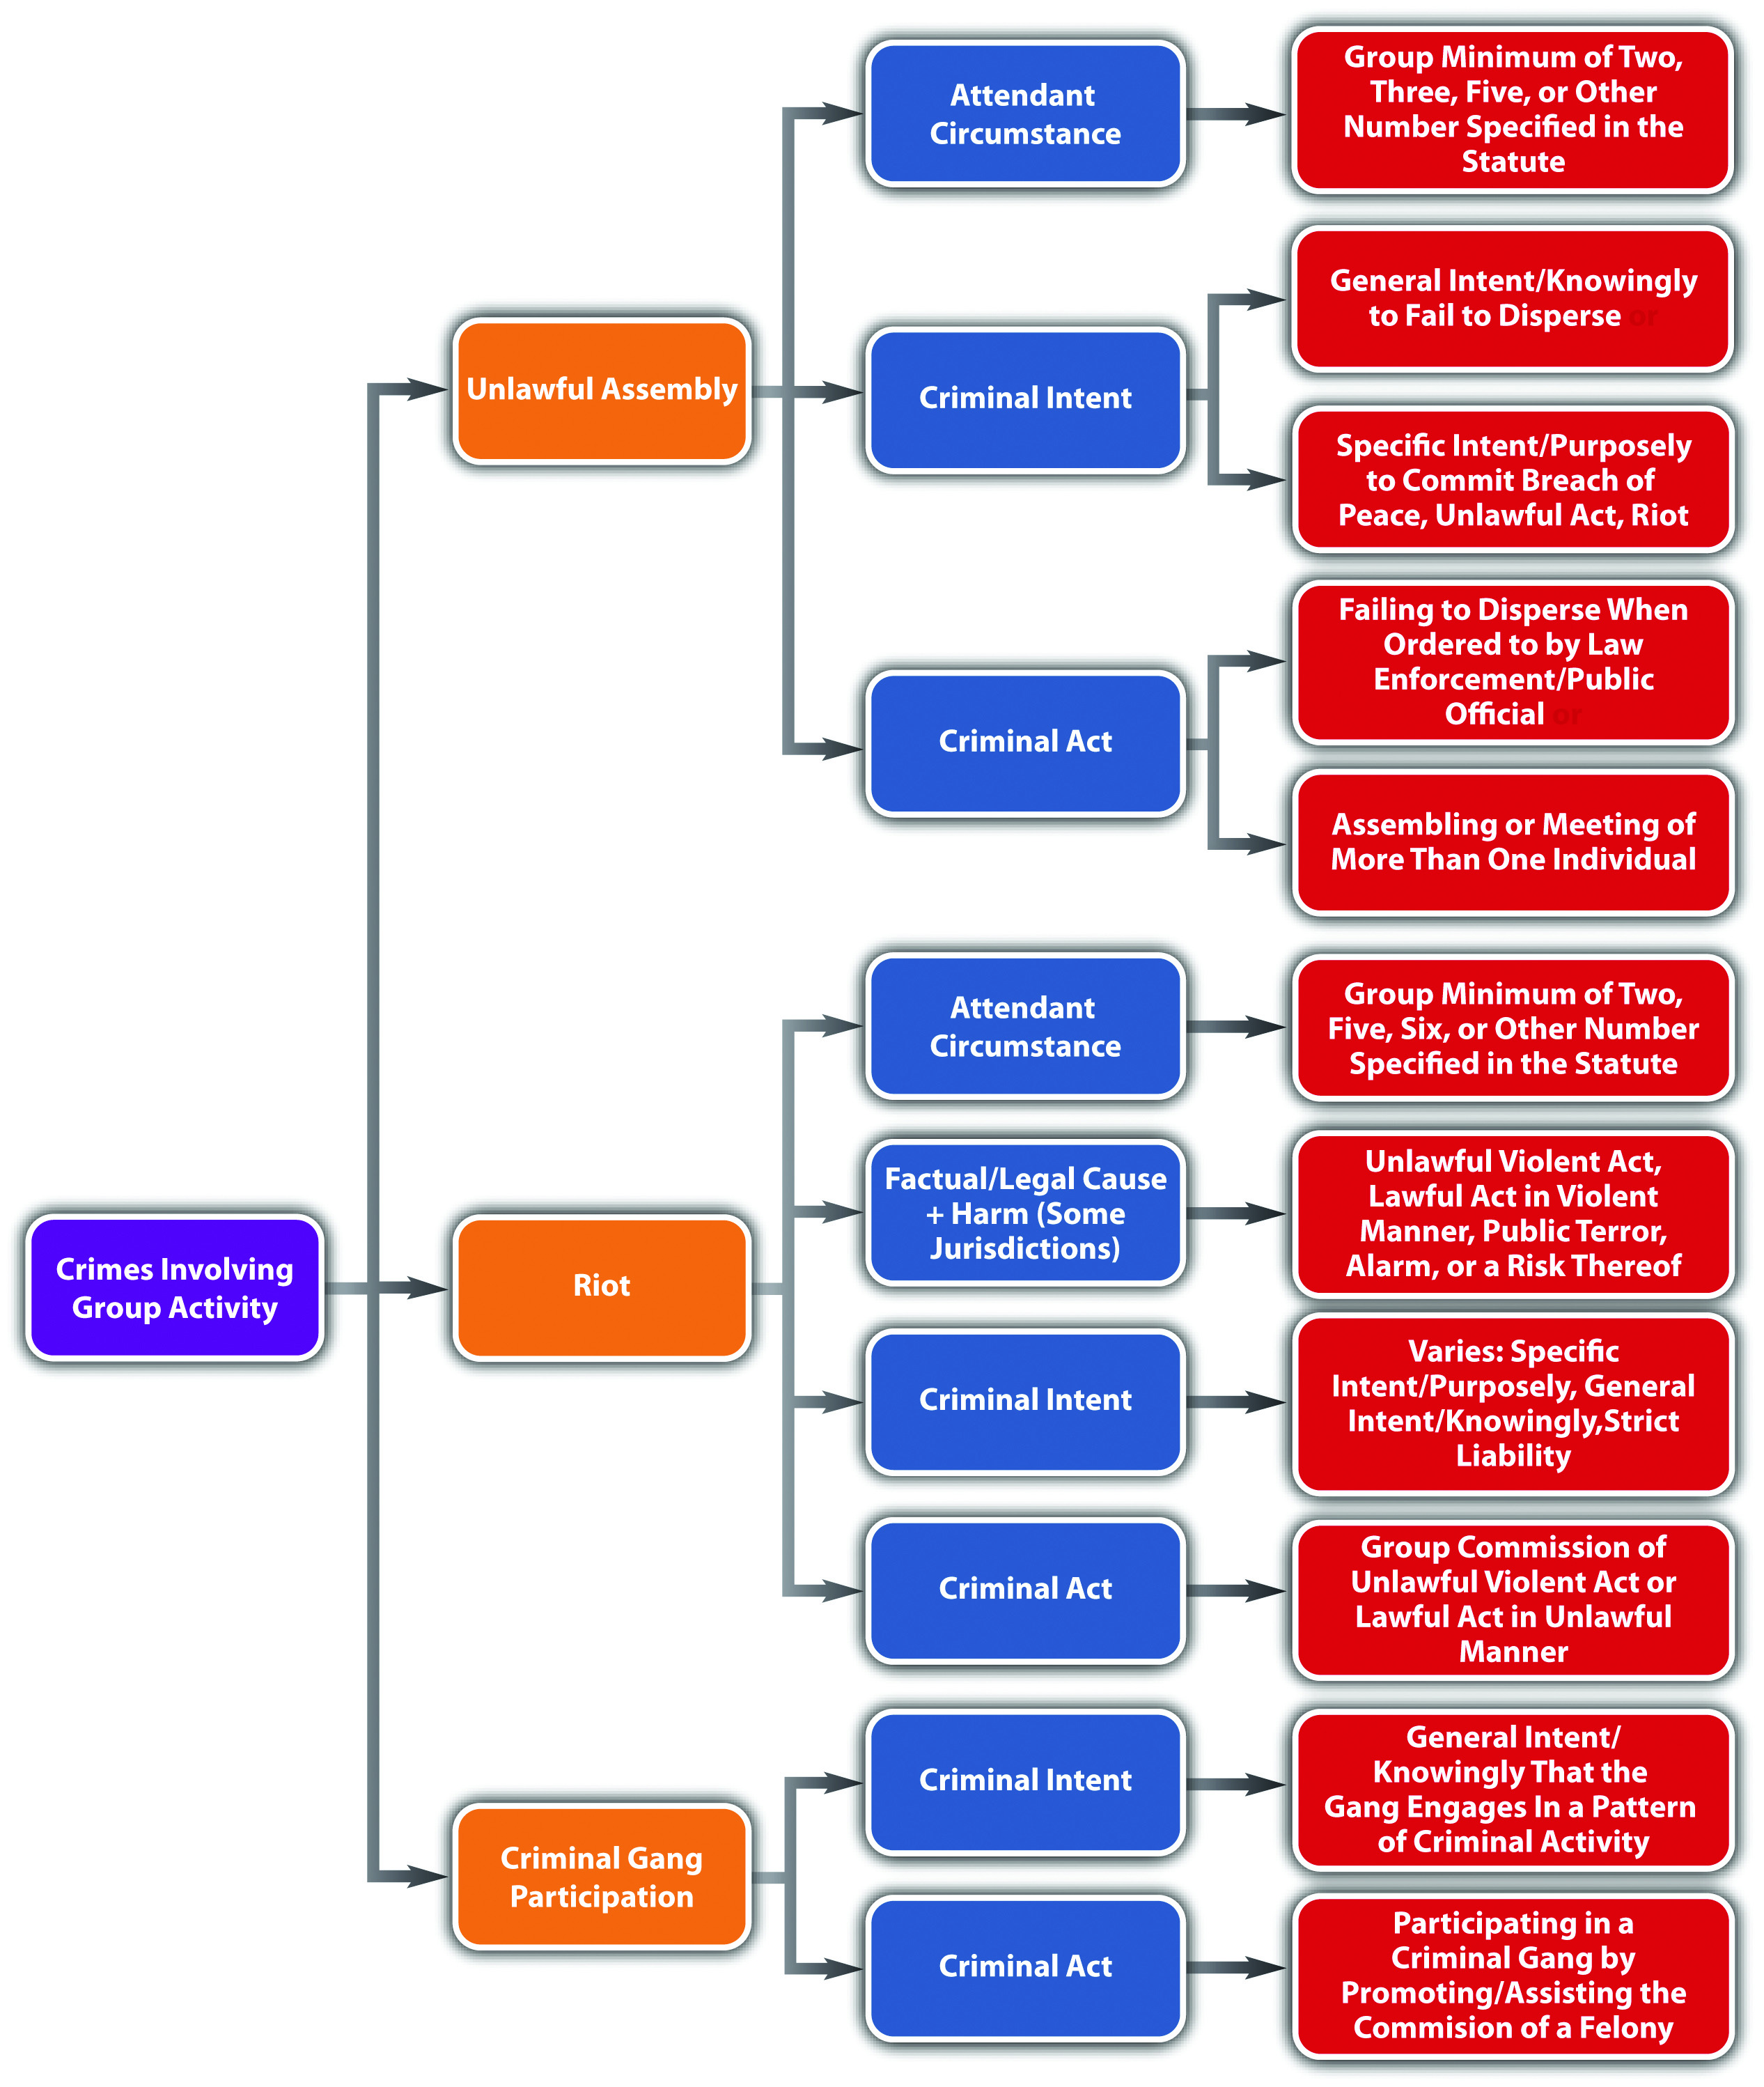 Crimes Involving
Group Activity
Unlawful Assembly
Attendant
Circumstance
Group Minimum of Two,
Three, Five, or Other
Number Specified in the
Statute
Criminal Intent
General Intent/Knowingly
to Fail to Disperse or
Specific Intent/Purposely
to Commit Breach of
Peace, Unlawful Act, Riot
Criminal Act
Failing to Disperse When
Ordered to by Law
Enforcement/Public
Official or
Assembling or Meeting of
More Than One Individual
Riot
Attendant
Circumstance
Group Minimum of Two,
Five, Six, or Other Number
Specified in the Statute
Factual/Legal Cause
+ Harm (Some
Jurisdictions)
Unlawful Violent Act,
Lawful Act in Violent
Manner, Public Terror,
Alarm, or a Risk Thereof
Criminal Intent
Varies: Specific
Intent/Purposely, General
Intent/Knowingly,Strict
Liability
Criminal Act
Group Commission of
Unlawful Violent Act or
Lawful Act in Unlawful
Manner
Criminal Gang
Participation
Criminal Intent
General Intent/
Knowingly That the
Gang Engages In a Pattern
of Criminal Activity
Criminal Act
Participating in a
Criminal Gang by
Promoting/Assisting the
Commision of a Felony